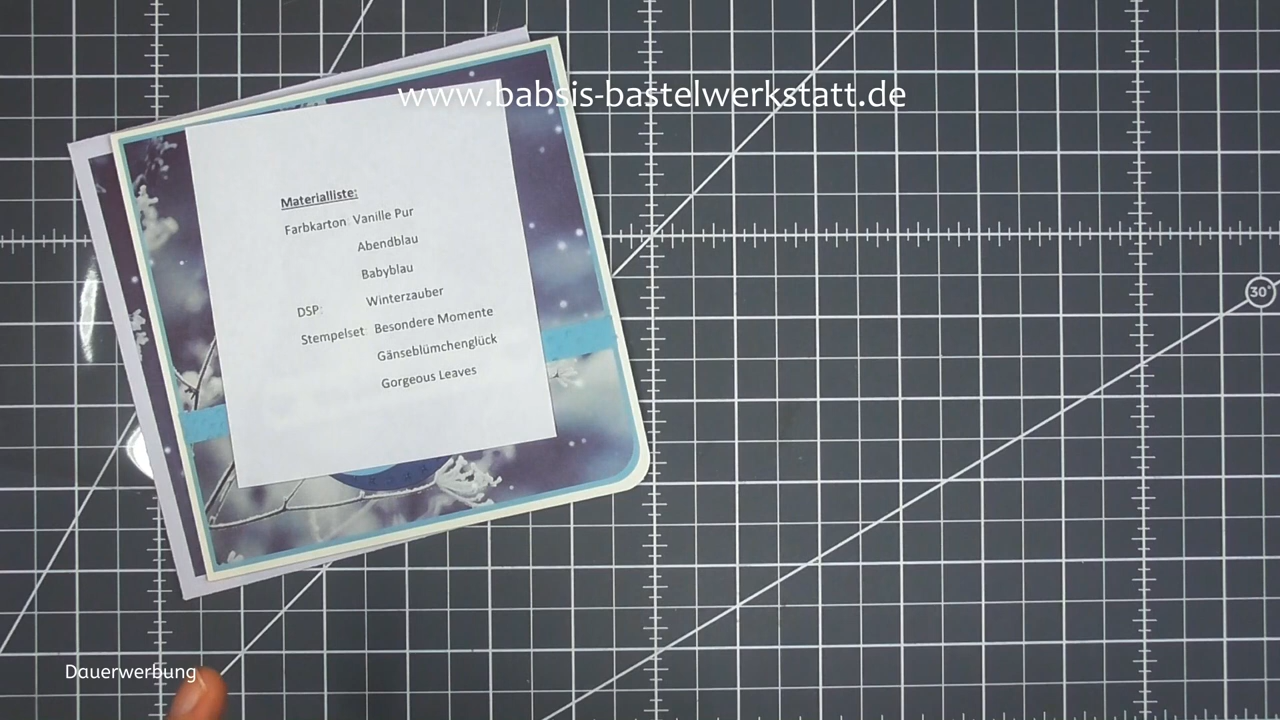 www.babsis-bastelwerkstatt.de
Materialliste:
Farbkarton: Vanille Pur
Abendblau
Babyblau
DSP: Winterzauber
Stempelset: Besondere Momente
Gänseblümchenglück
Gorgeous Leaves
30°
Dauerwerbung